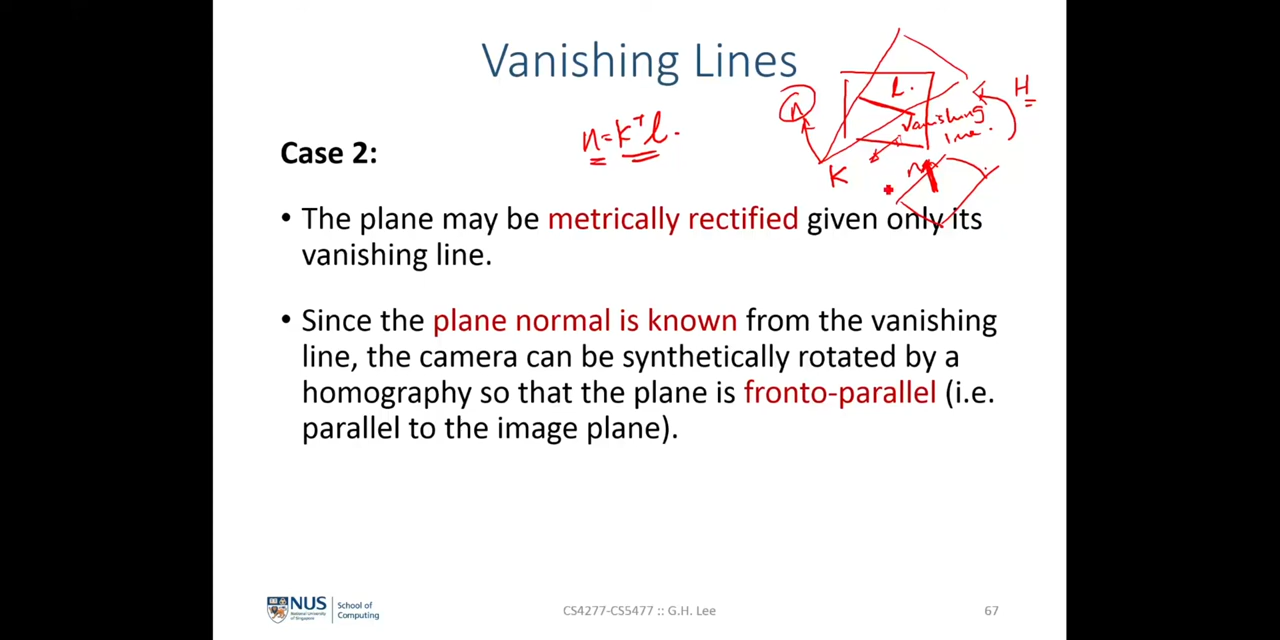 Vanishing Lines
H
L.
n
n = K^T l.
vanishing
line.
Case 2:
K
n
• The plane may be metrically rectified given only its
vanishing line.
• Since the plane normal is known from the vanishing
line, the camera can be synthetically rotated by a
homography so that the plane is fronto-parallel (i.e.
parallel to the image plane).
NUS
National University
of Singapore
School of
Computing
CS4277-CS5477 :: G.H. Lee
67